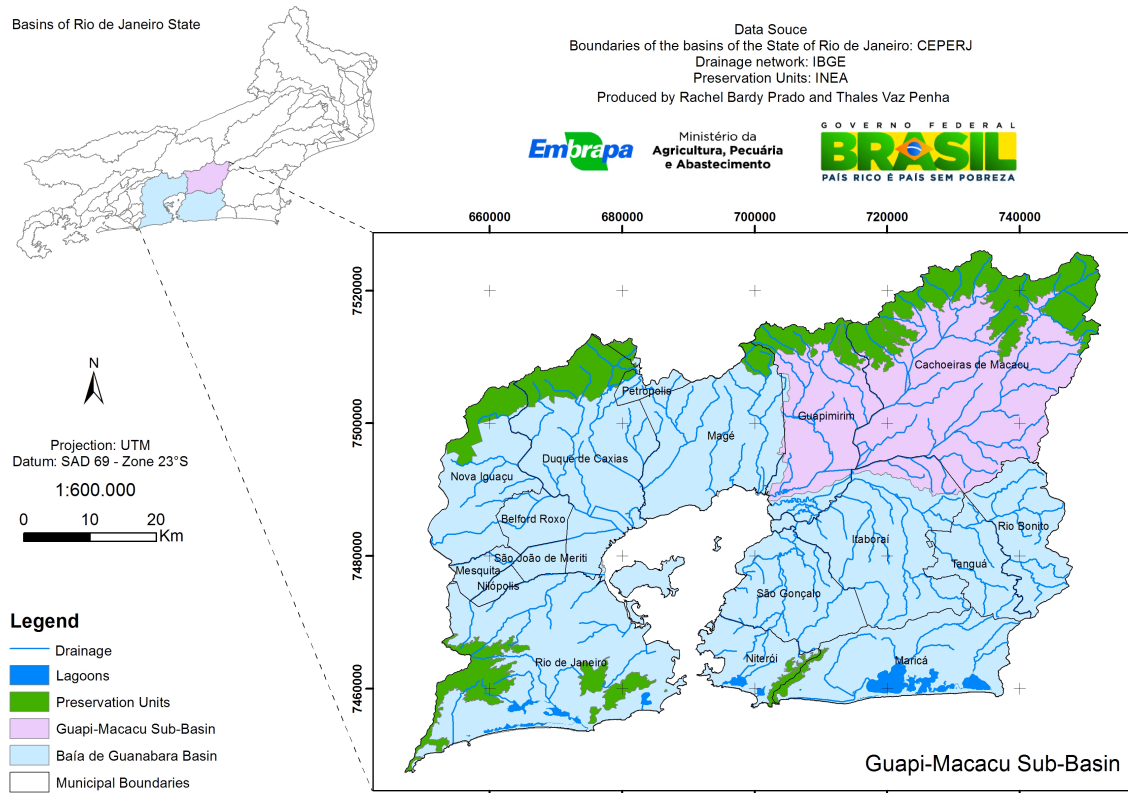 Basins of Rio de Janeiro State
Data Souce
Boundaries of the basins of the State of Rio de Janeiro: CEPERJ
Drainage network: IBGE
Preservation Units: INEA
Produced by Rachel Bardy Prado and Thales Vaz Penha
Embrapa
Ministério da
Agricultura, Pecuária
e Abastecimento
GOVERNO FEDERAL
BRASIL
PAÍS RICO É PAÍS SEM POBREZA
660000 680000 700000 720000 740000
7520000
7500000
7480000
7460000
Cachoeiras de Macacu
Petrópolis
Guapimirim
Magé
Duque de Caxias
Nova Iguaçu
Belford Roxo
Rio Bonito
Itaboraí
São João de Meriti
Tanguá
Mesquita
Nilópolis
São Gonçalo
Niterói
Maricá
Rio de Janeiro
Guapi-Macacu Sub-Basin
N
Projection: UTM
Datum: SAD 69 - Zone 23°S
1:600.000
0 10 20
Km
Legend
Drainage
Lagoons
Preservation Units
Guapi-Macacu Sub-Basin
Baía de Guanabara Basin
Municipal Boundaries